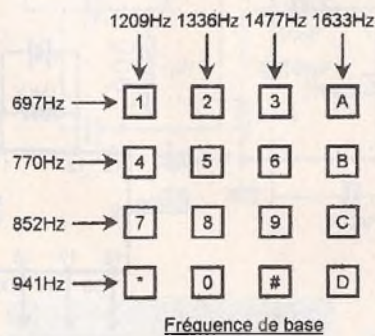 1209Hz 1336Hz 1477Hz 1633Hz
697Hz 1 2 3 A
770Hz 4 5 6 B
852Hz 7 8 9 C
941Hz * 0 # D
Fréquence de base